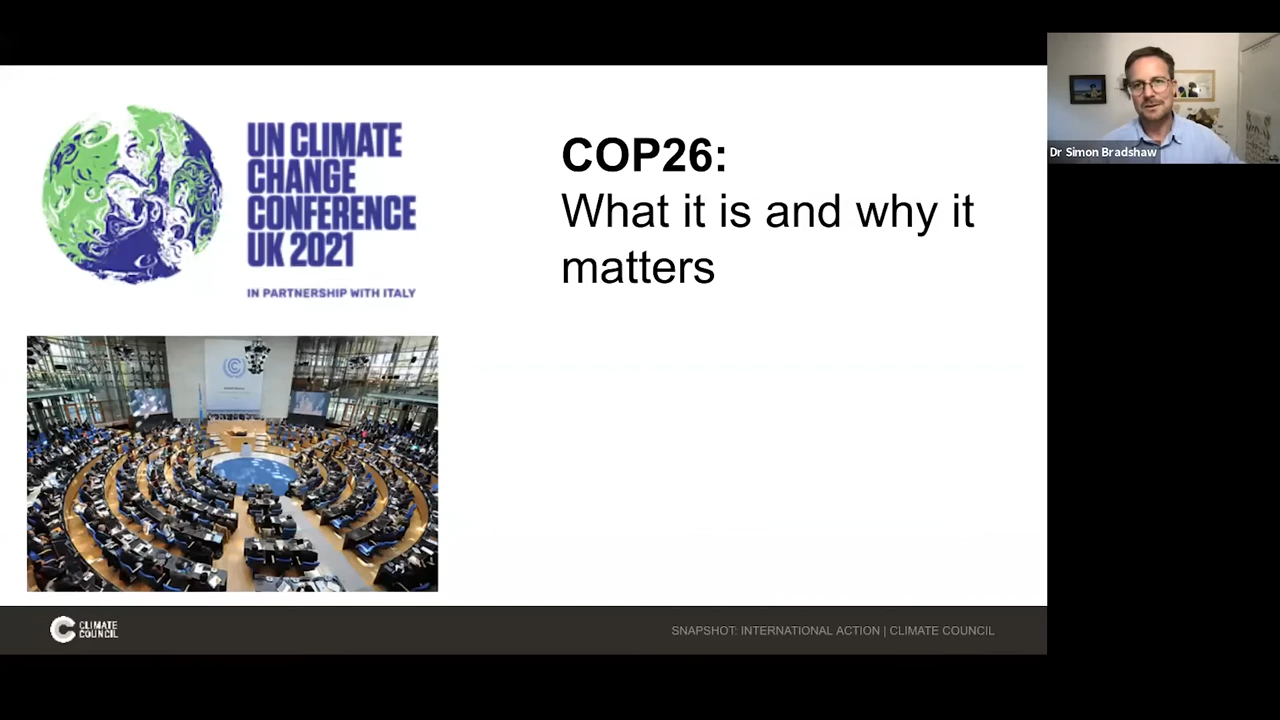 UN CLIMATE
CHANGE
CONFERENCE
UK 2021
IN PARTNERSHIP WITH ITALY
COP26:
What it is and why it
matters
Dr Simon Bradshaw
CLIMATE
COUNCIL
SNAPSHOT: INTERNATIONAL ACTION | CLIMATE COUNCIL